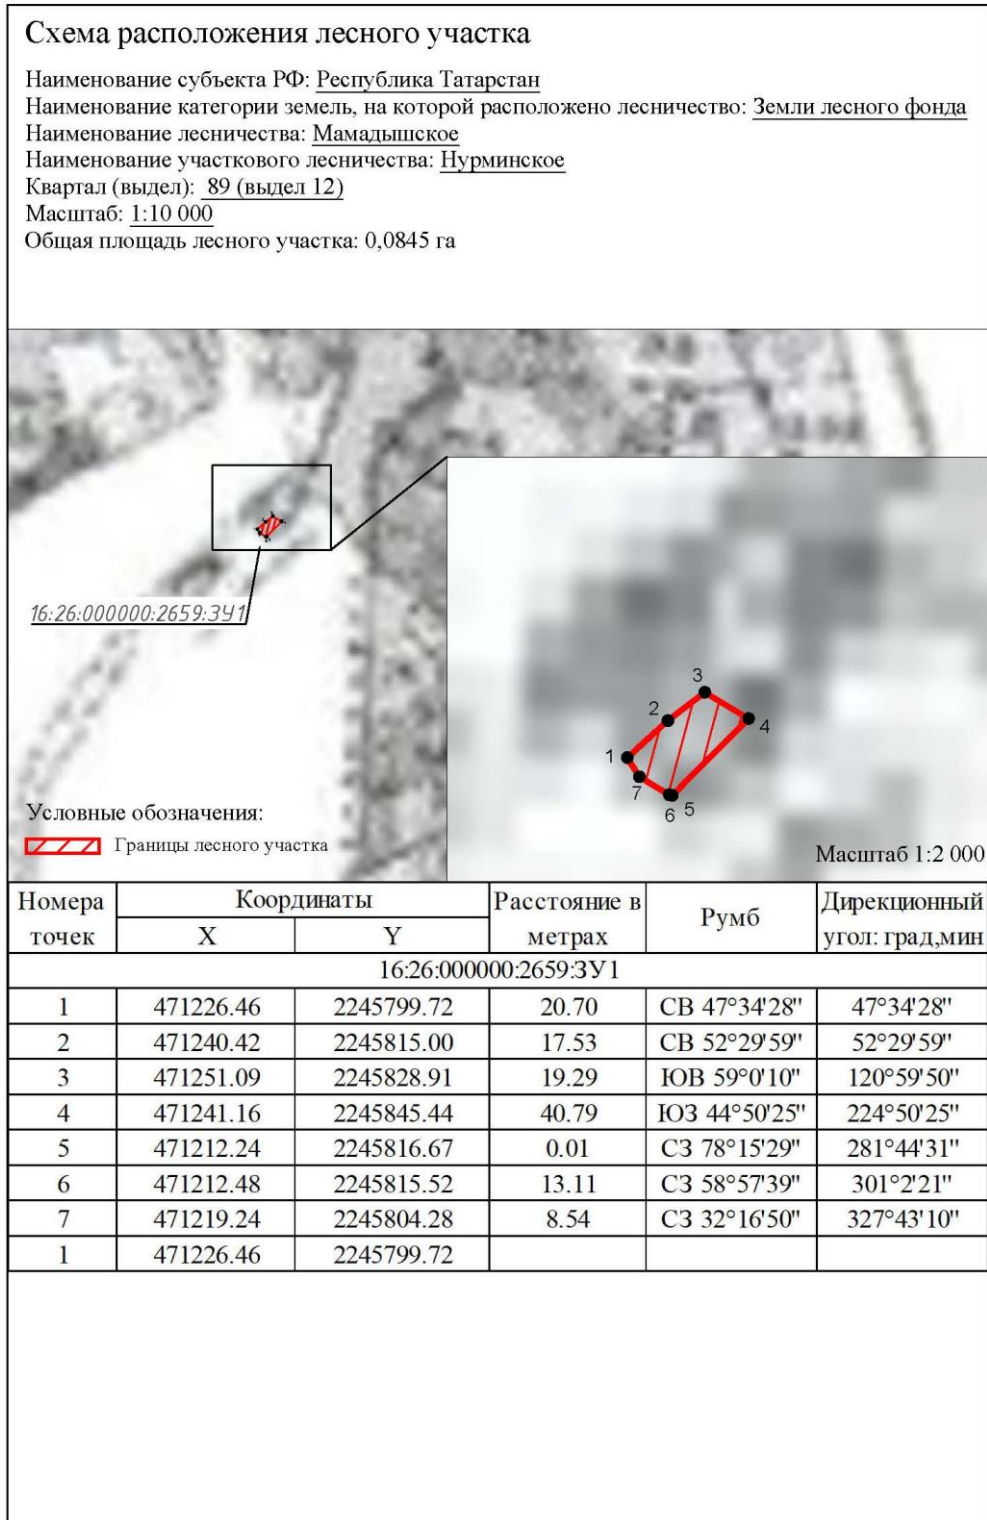 Схема расположения лесного участка
Наименование субъекта РФ: Республика Татарстан
Наименование категории земель, на которой расположено лесничество: Земли лесного фонда
Наименование лесничества: Мамадышское
Наименование участкового лесничества: Нурминское
Квартал (выдел): 89 (выдел 12)
Масштаб: 1:10 000
Общая площадь лесного участка: 0,0845 га
16:26:000000:2659:ЗУ1
3
2
4
1
7
6 5
Условные обозначения:
Границы лесного участка
Масштаб 1:2 000
Номера точек Координаты Расстояние в метрах Румб Дирекционный угол: град,мин
X Y
16:26:000000:2659:ЗУ1
1 471226.46 2245799.72 20.70 СВ 47°34'28" 47°34'28"
2 471240.42 2245815.00 17.53 СВ 52°29'59" 52°29'59"
3 471251.09 2245828.91 19.29 ЮВ 59°0'10" 120°59'50"
4 471241.16 2245845.44 40.79 ЮЗ 44°50'25" 224°50'25"
5 471212.24 2245816.67 0.01 СЗ 78°15'29" 281°44'31"
6 471212.48 2245815.52 13.11 СЗ 58°57'39" 301°2'21"
7 471219.24 2245804.28 8.54 СЗ 32°16'50" 327°43'10"
1 471226.46 2245799.72